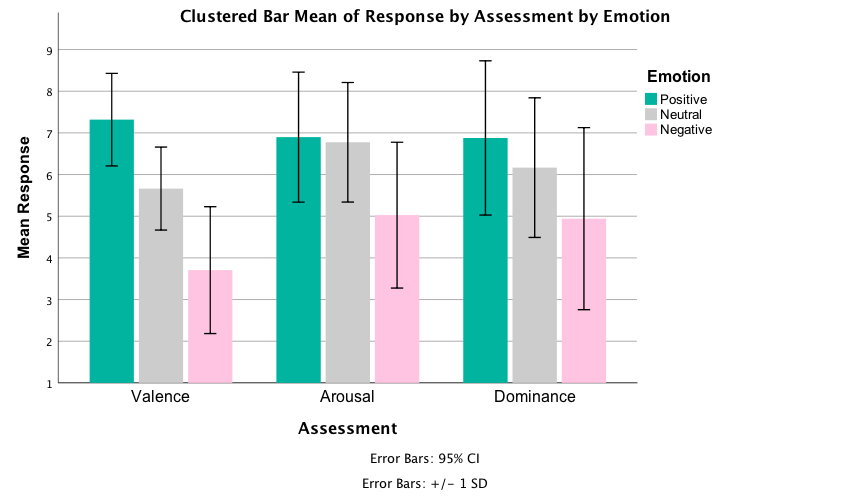 Clustered Bar Mean of Response by Assessment by Emotion
9
8
7
6
5
4
3
2
1
Mean Response
Valence
Arousal
Dominance
Assessment
Emotion
Positive
Neutral
Negative
Error Bars: 95% CI
Error Bars: +/- 1 SD